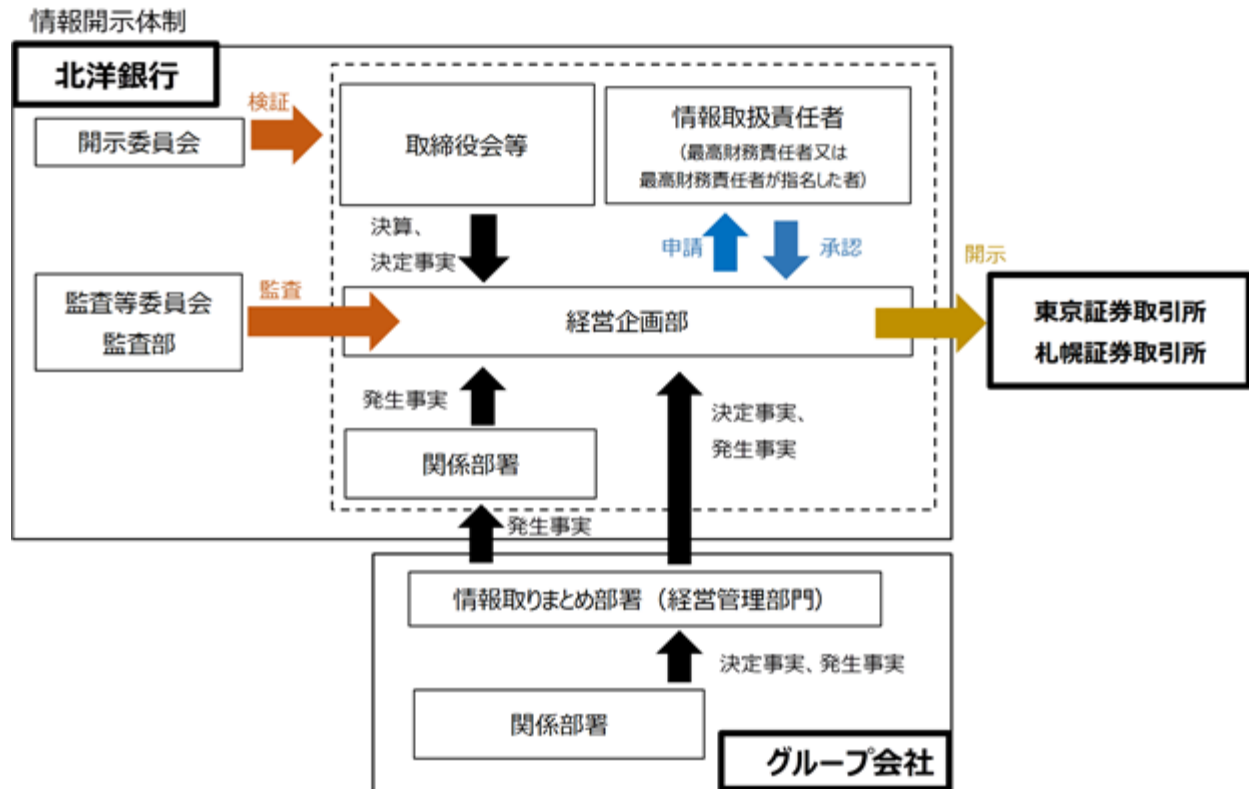 情報開示体制
北洋銀行
検証
開示委員会
取締役会等
情報取扱責任者
(最高財務責任者又は
最高財務責任者が指名した者)
決算、
決定事実
申請
承認
開示
監査等委員会
監査部
監査
経営企画部
東京証券取引所
札幌証券取引所
発生事実
決定事実、
発生事実
関係部署
発生事実
情報取りまとめ部署（経営管理部門）
決定事実、発生事実
関係部署
グループ会社